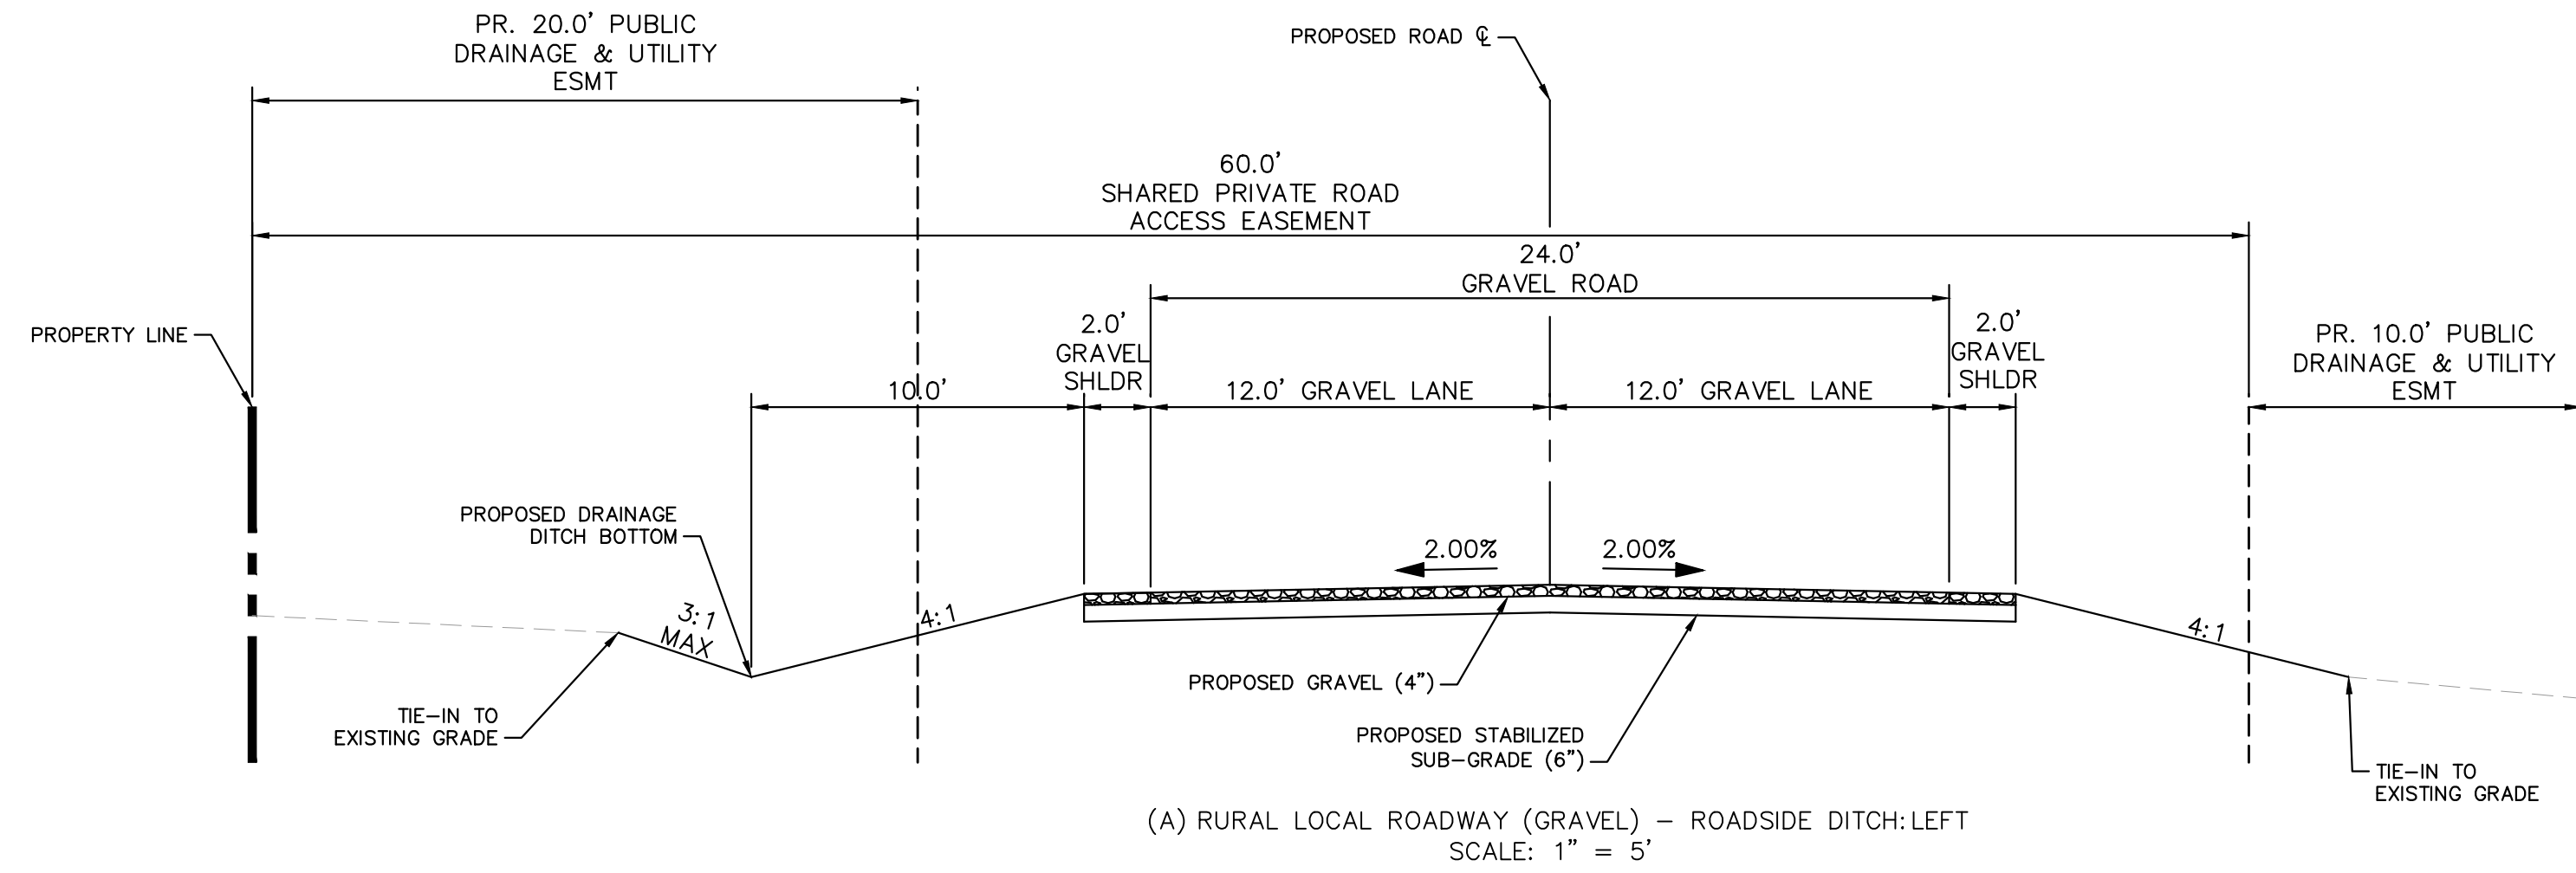 PR. 20.0' PUBLIC
DRAINAGE & UTILITY
ESMT
PROPOSED ROAD ℄
60.0'
SHARED PRIVATE ROAD
ACCESS EASEMENT
24.0'
GRAVEL ROAD
PROPERTY LINE
2.0'
GRAVEL
SHLDR
2.0'
GRAVEL
SHLDR
PR. 10.0' PUBLIC
DRAINAGE & UTILITY
ESMT
10.0'
12.0' GRAVEL LANE
12.0' GRAVEL LANE
PROPOSED DRAINAGE
DITCH BOTTOM
2.00%
2.00%
3:1
MAX
4:1
4:1
PROPOSED GRAVEL (4")
TIE-IN TO
EXISTING GRADE
PROPOSED STABILIZED
SUB-GRADE (6")
TIE-IN TO
EXISTING GRADE
(A) RURAL LOCAL ROADWAY (GRAVEL) - ROADSIDE DITCH:LEFT
SCALE: 1" = 5'